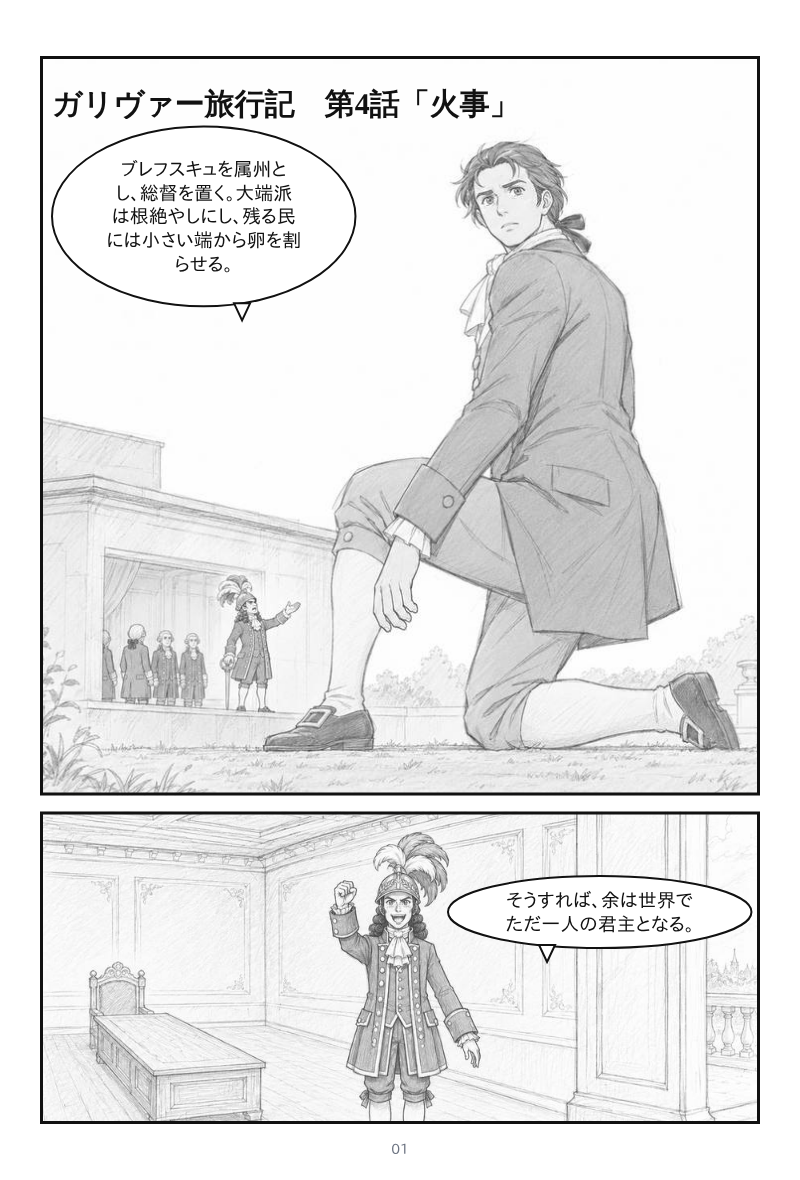 ガリヴァー旅行記　第4話「火事」
ブレフスキュを属州と
し、総督を置く。大端派
は根絶やしにし、残る民
には小さい端から卵を割
らせる。
そうすれば、余は世界で
ただ一人の君主となる。
01